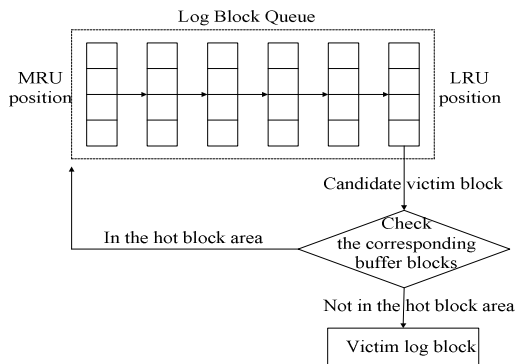 Log Block Queue
MRU
position
LRU
position
Candidate victim block
Check
the corresponding
buffer blocks
In the hot block area
Not in the hot block area
Victim log block